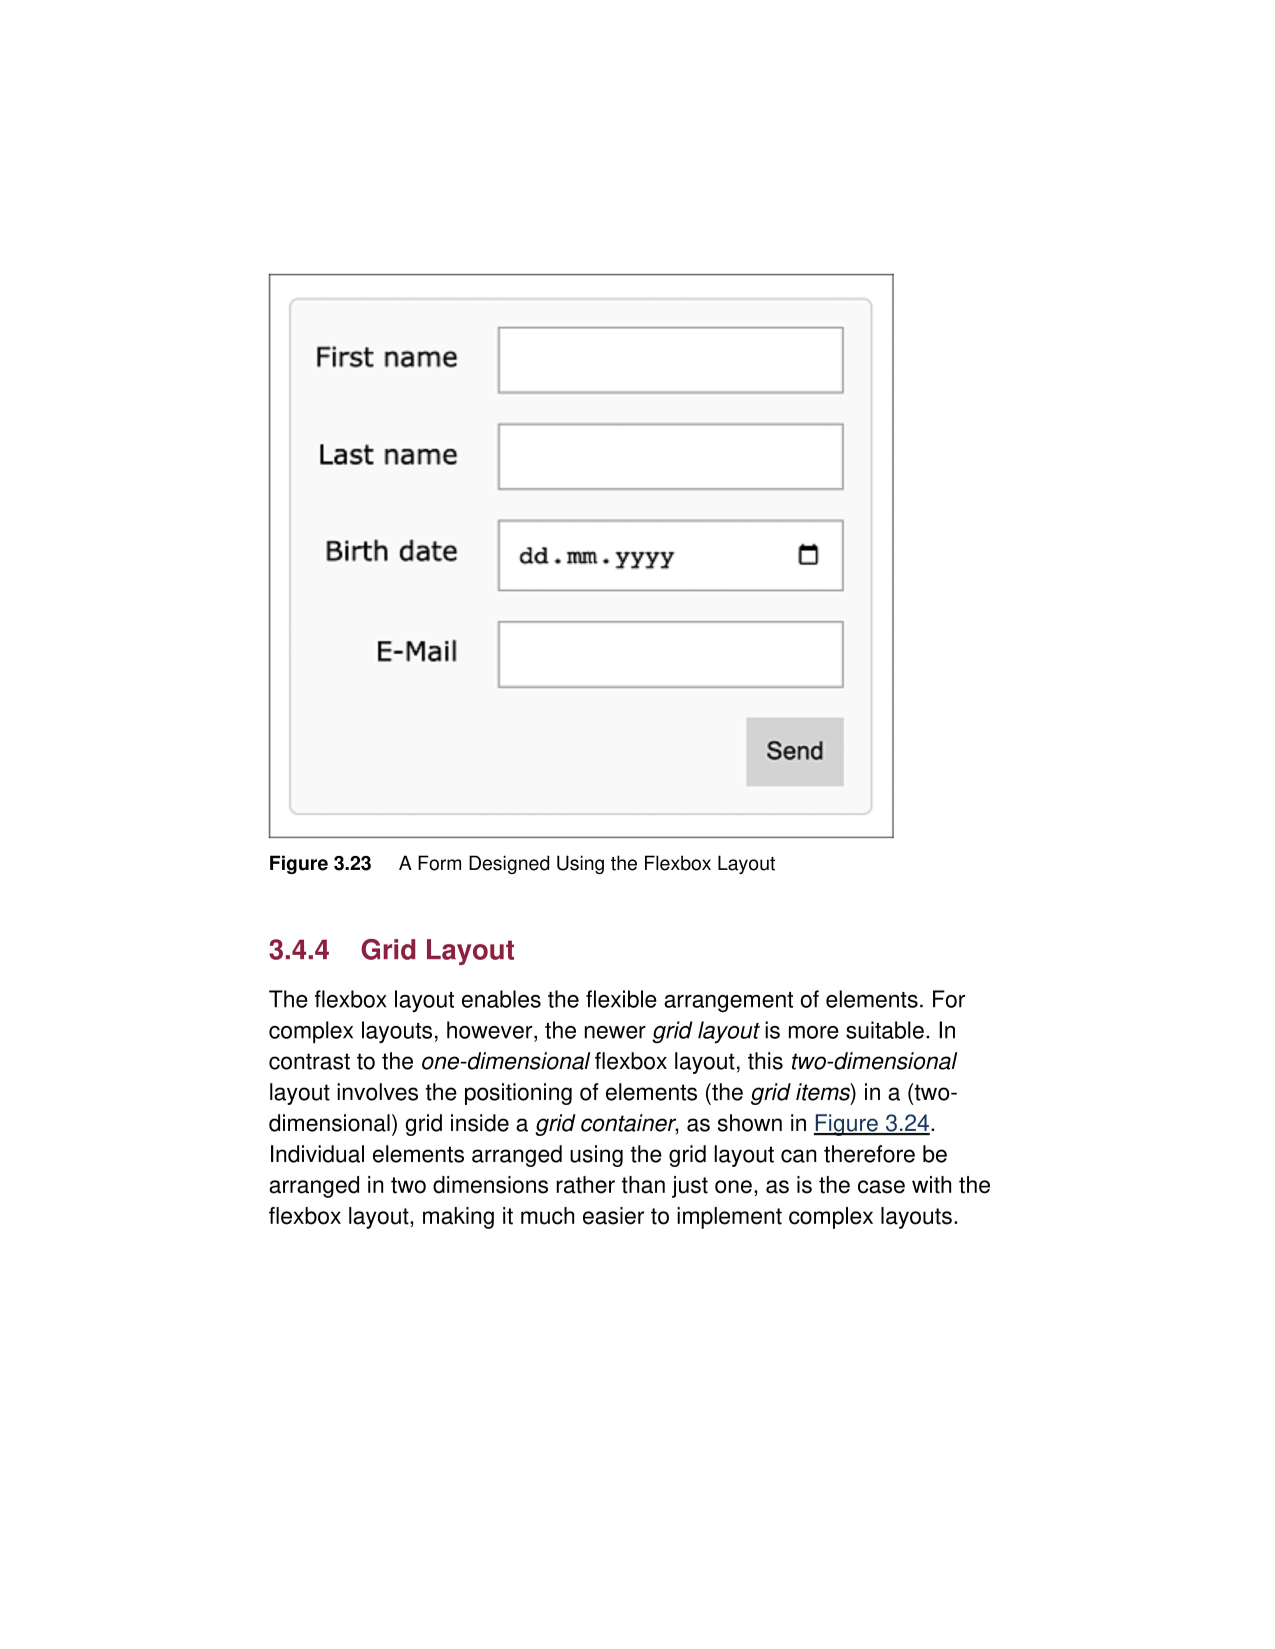 First name
Last name
Birth date
dd.mm.yyyy
E-Mail
Send
Figure 3.23 A Form Designed Using the Flexbox Layout
3.4.4 Grid Layout
The flexbox layout enables the flexible arrangement of elements. For
complex layouts, however, the newer grid layout is more suitable. In
contrast to the one-dimensional flexbox layout, this two-dimensional
layout involves the positioning of elements (the grid items) in a (two-
dimensional) grid inside a grid container, as shown in Figure 3.24.
Individual elements arranged using the grid layout can therefore be
arranged in two dimensions rather than just one, as is the case with the
flexbox layout, making it much easier to implement complex layouts.